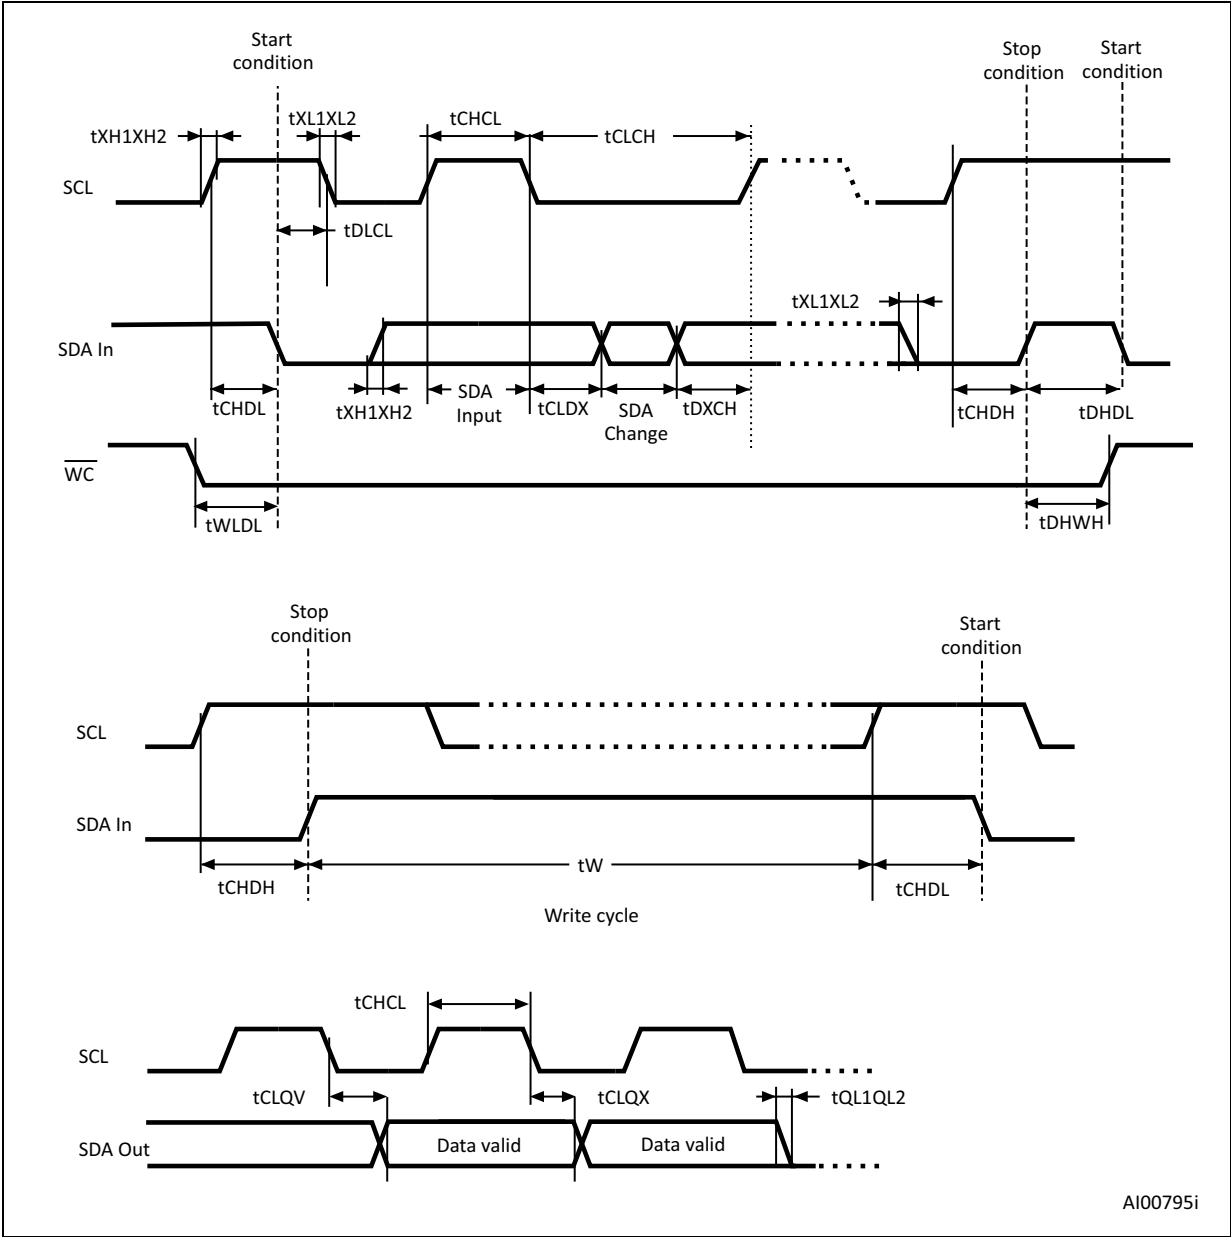 Start
condition
Stop
condition
Start
condition
tXH1XH2
tXL1XL2
tCHCL
tCLCH
SCL
tDLCL
tXL1XL2
SDA In
tCHDL
tXH1XH2
SDA
Input
tCLDX
SDA
Change
tDXCH
tCHDH
tDHDL
WC
tWLDL
tDHWH
Stop
condition
Start
condition
SCL
SDA In
tCHDH
tW
tCHDL
Write cycle
tCHCL
SCL
tCLQV
tCLQX
tQL1QL2
SDA Out
Data valid
Data valid
AI00795i